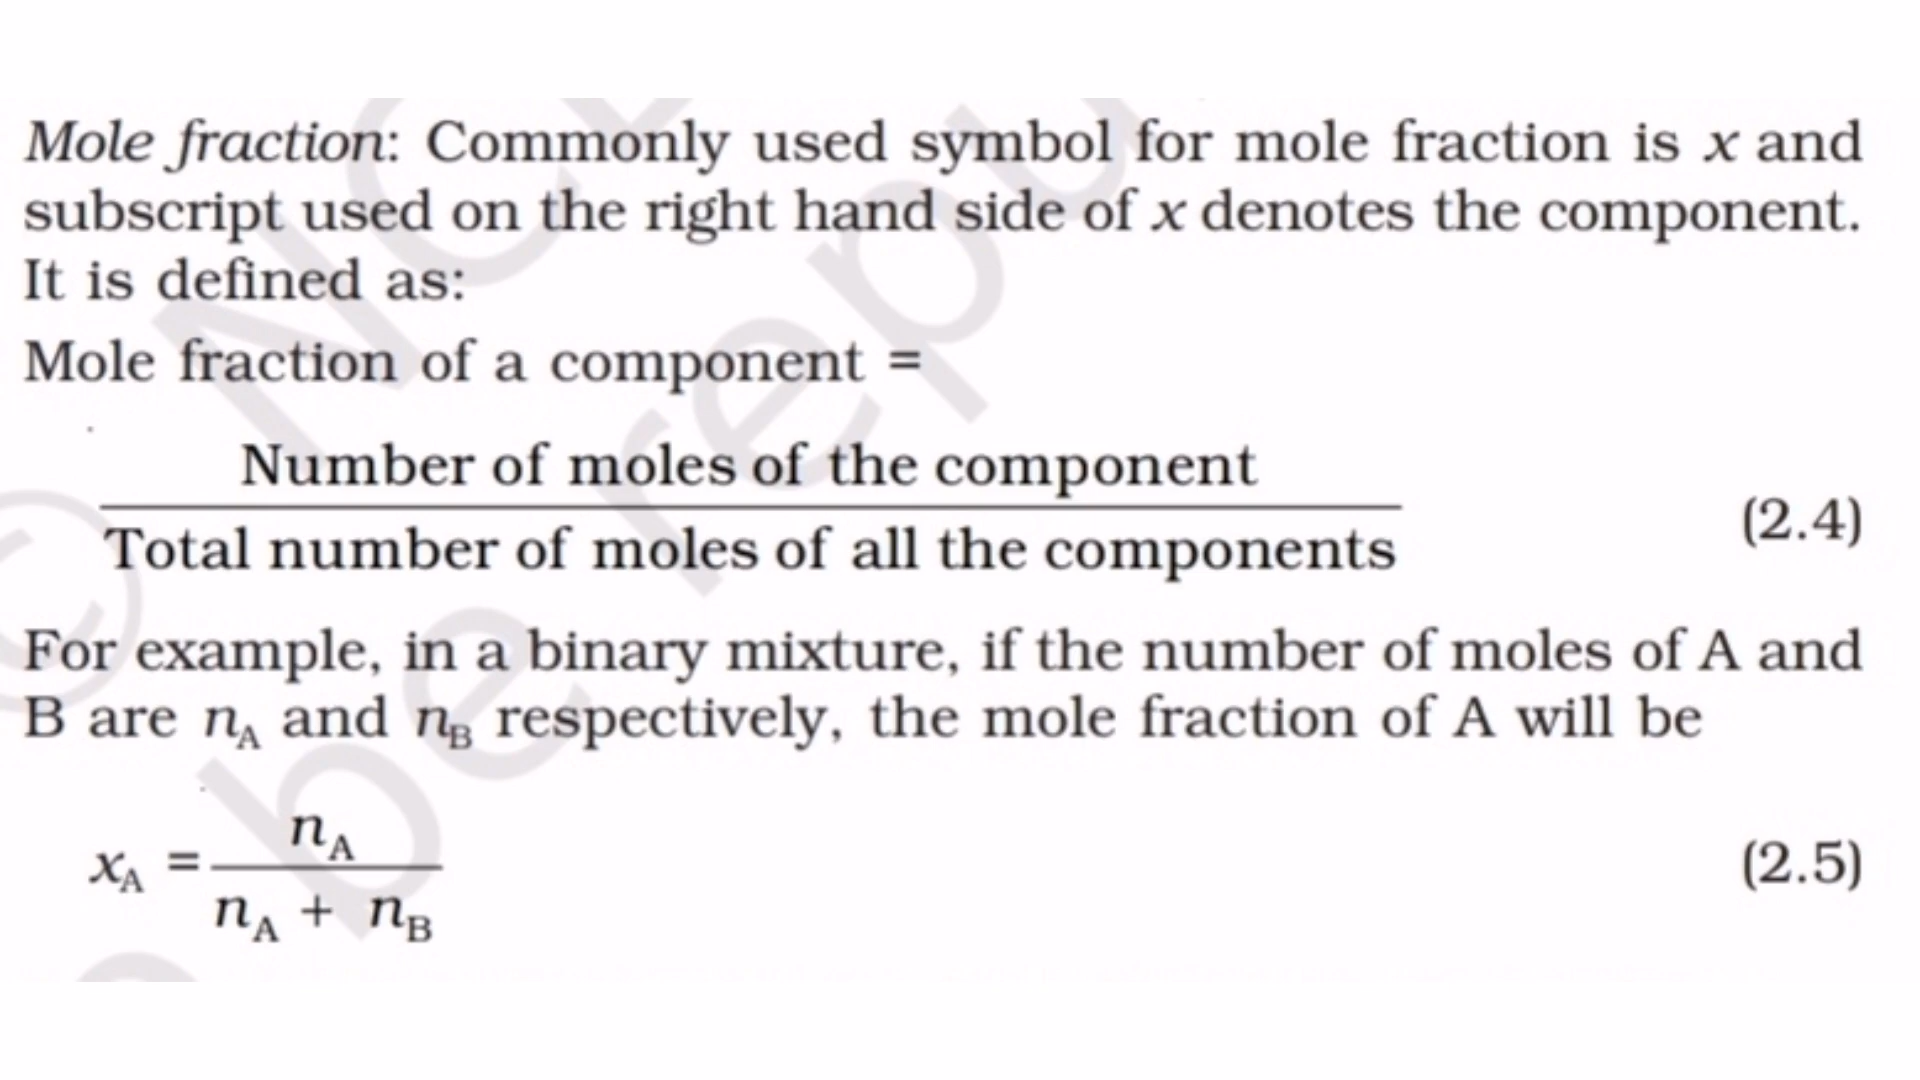 Mole fraction: Commonly used symbol for mole fraction is x and
subscript used on the right hand side of x denotes the component.
It is defined as:
Mole fraction of a component =
Number of moles of the component
Total number of moles of all the components
(2.4)
For example, in a binary mixture, if the number of moles of A and
B are nA and nB respectively, the mole fraction of A will be
xA = nA / nA + nB
(2.5)
© NCE
be repu